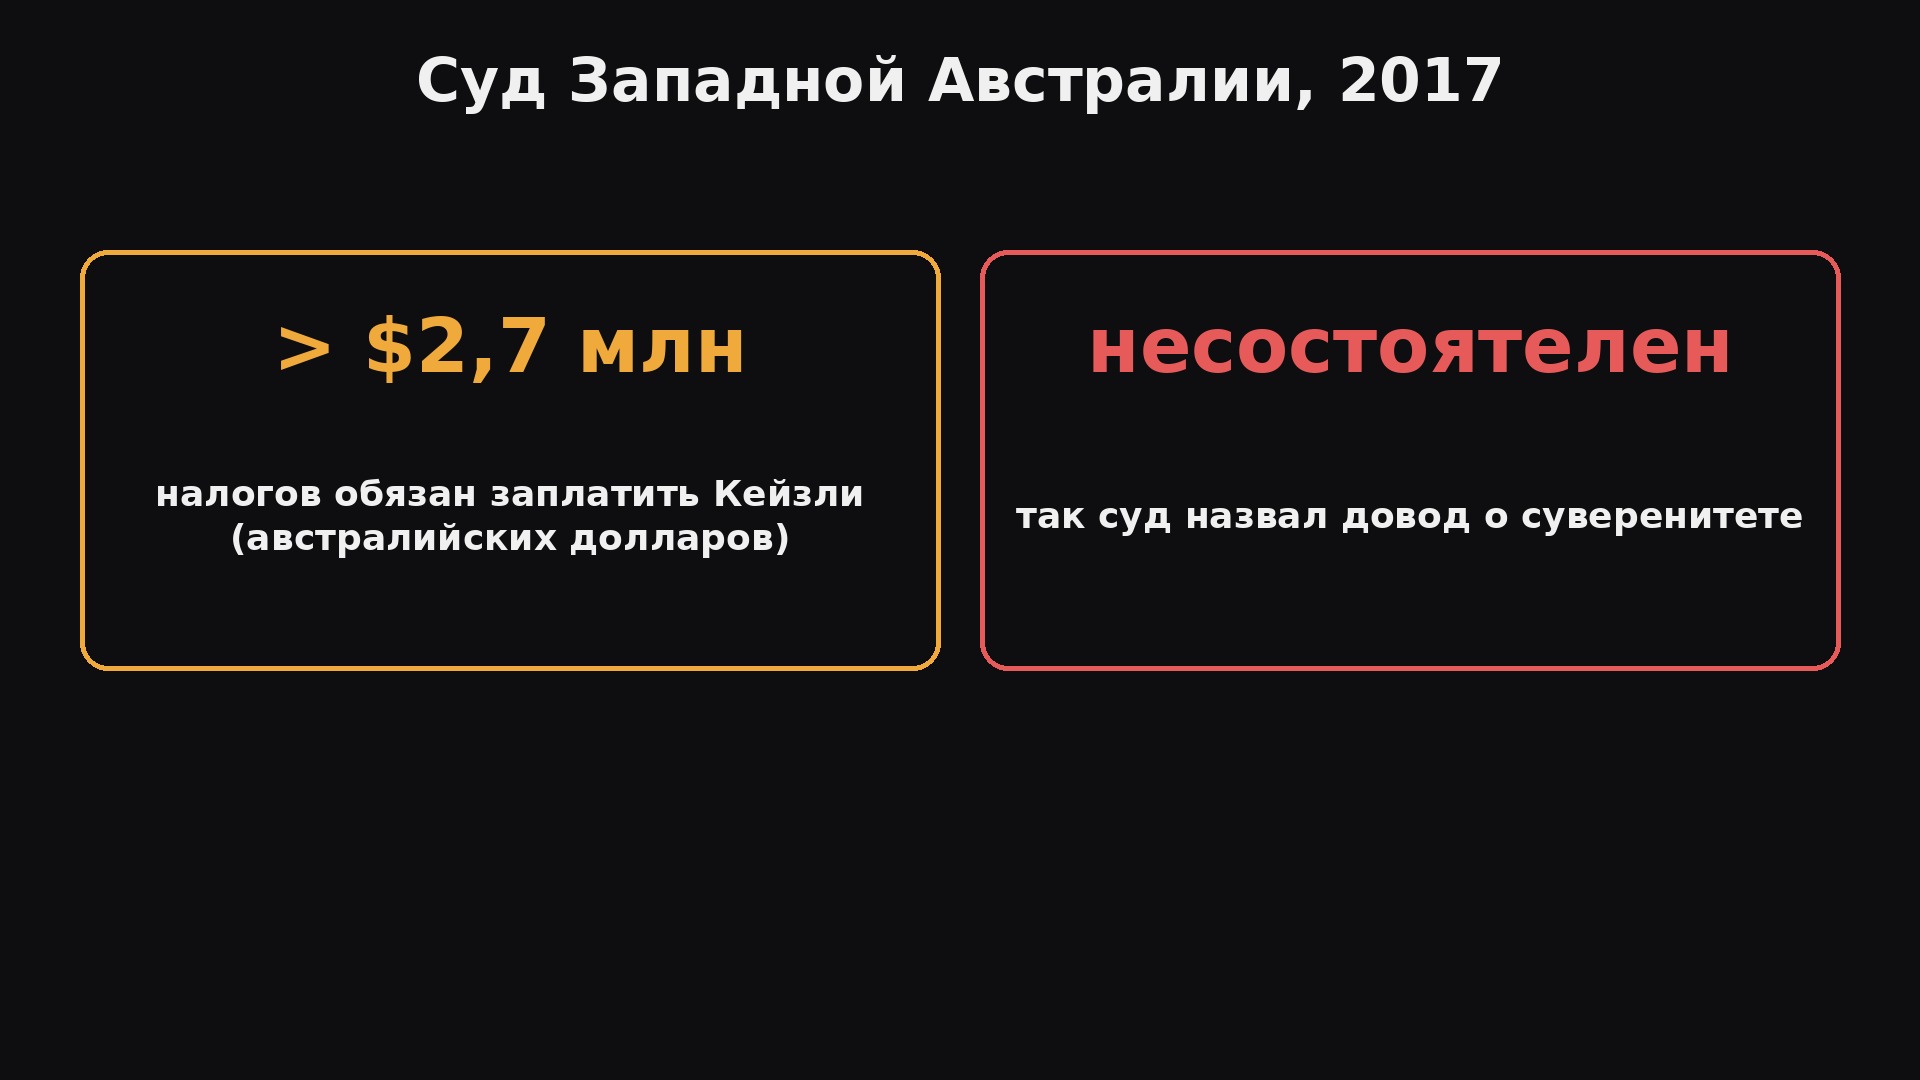 Суд Западной Австралии, 2017
> $2,7 млн
налогов обязан заплатить Кейзли
(австралийских долларов)
несостоятелен
так суд назвал довод о суверенитете